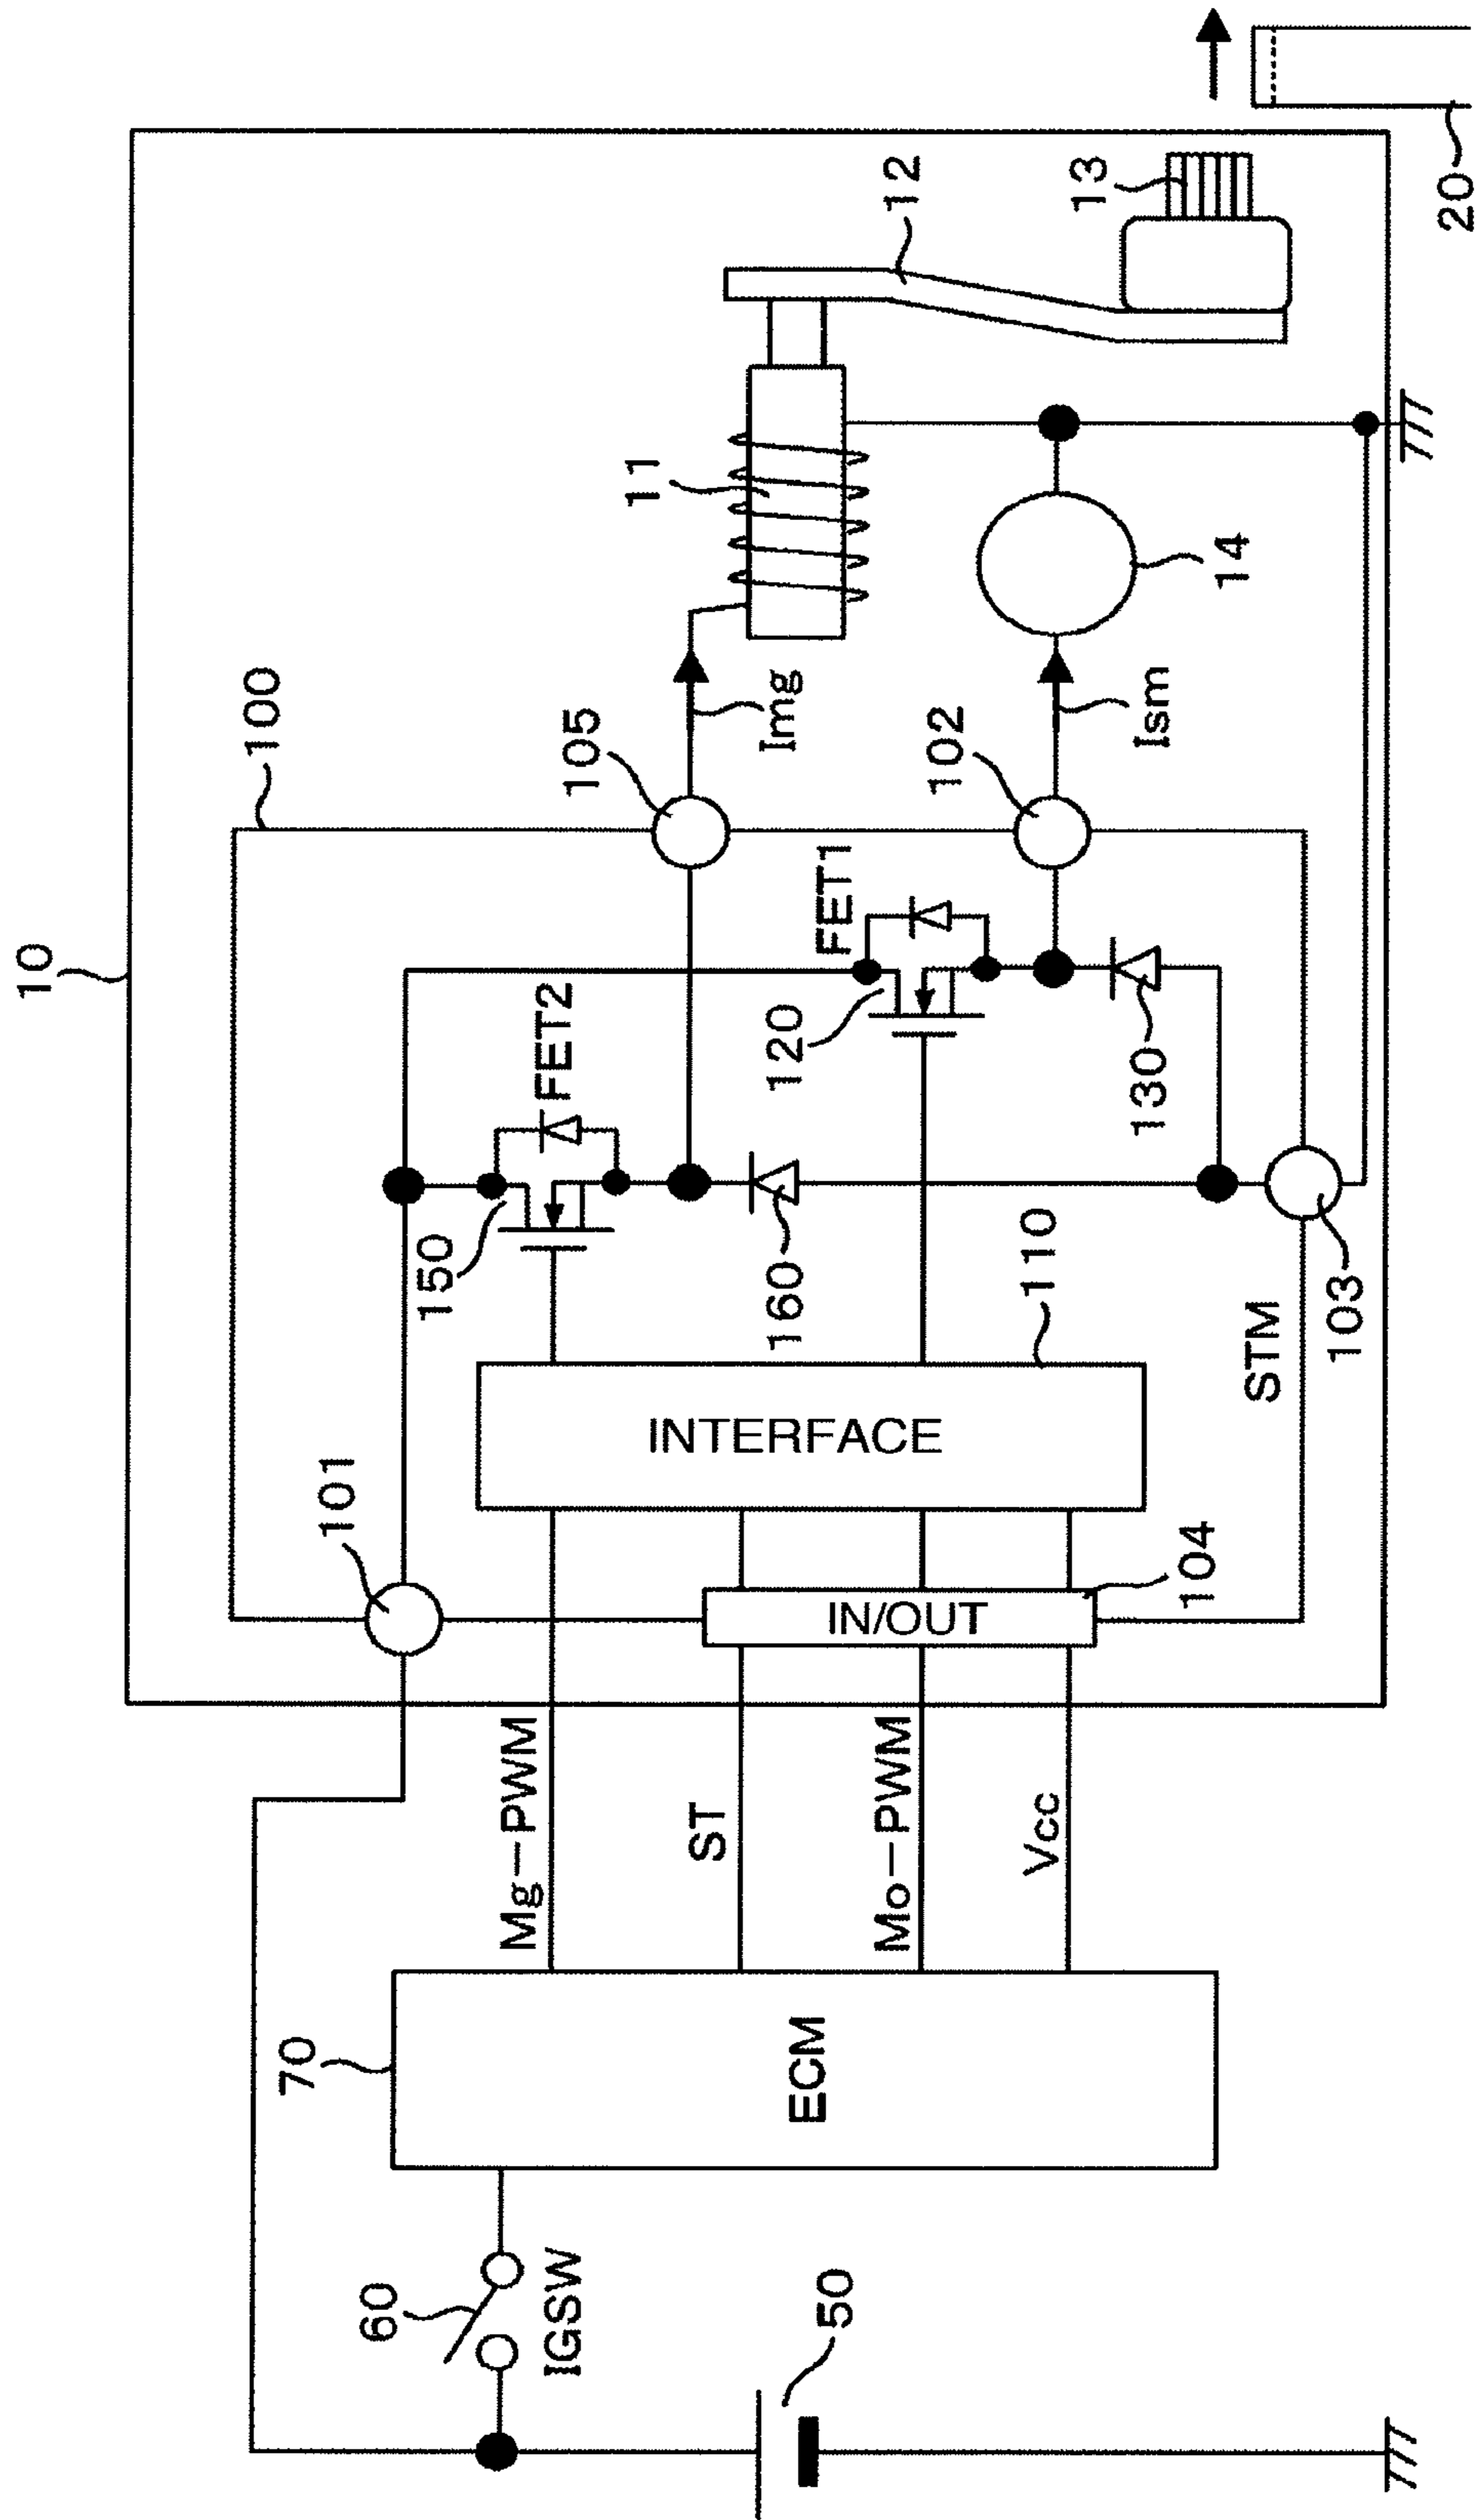 10
100
101
70
60
IGSW
50
ECM
Mg-PWM
ST
Mo-PWM
Vcc
IN/OUT
104
INTERFACE
110
150
FET2
160
120
FET1
130
STM
103
105
102
Img
Ism
11
14
12
13
20